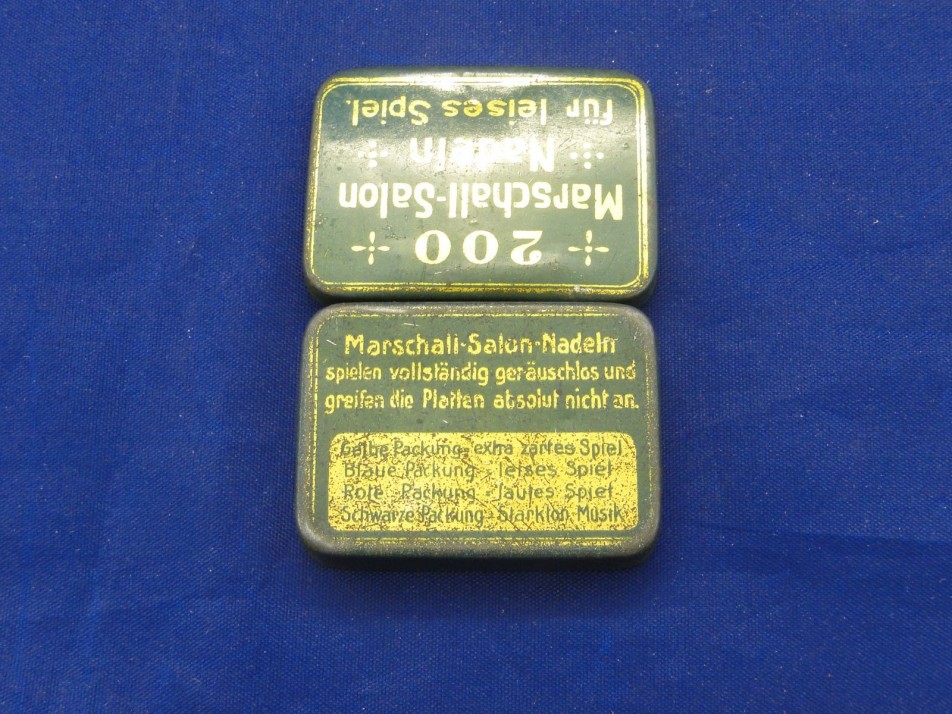 200
Marschall-Salon
Nadeln
für leises Spiel.
Marschall-Salon-Nadeln
spielen vollständig geräuschlos und
greifen die Platten absolut nicht an.
Gelbe Packung - extra zartes Spiel
Blaue Packung - leises Spiel
Rote - Packung - lautes Spiel
Schwarze Packung - Starkton Musik